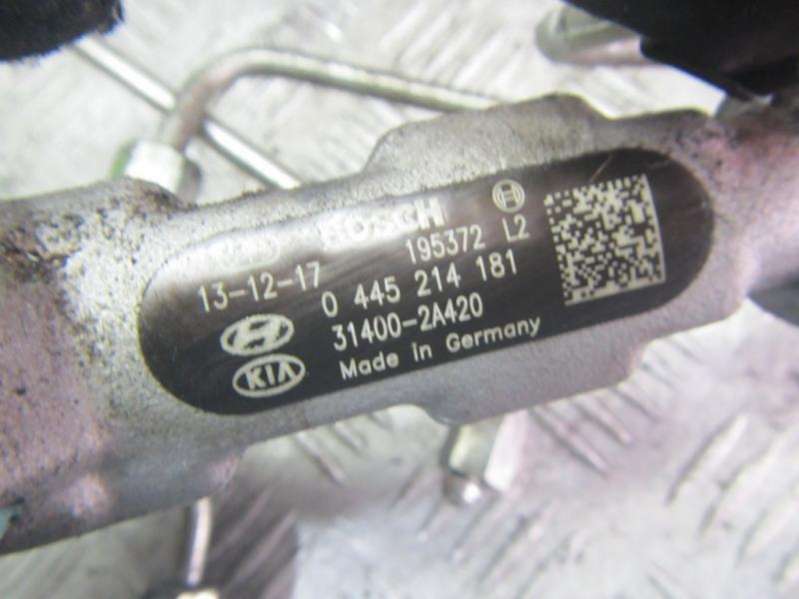 BOSCH
195372 L2
13-12-17
0 445 214 181
31400-2A420
KIA
Made in Germany